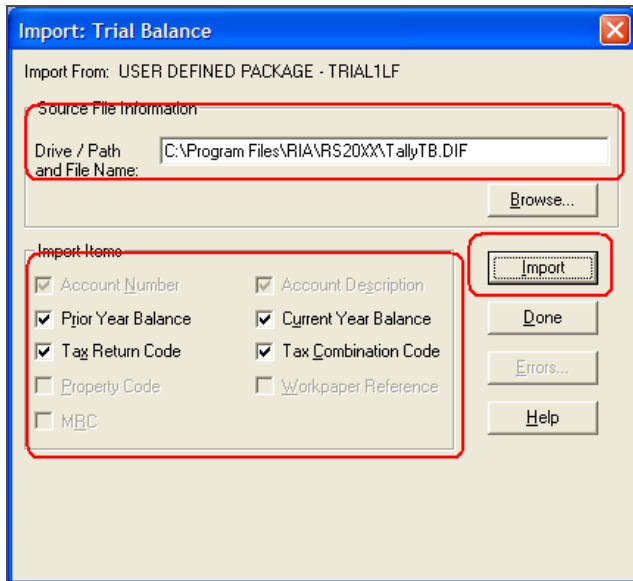 Import: Trial Balance
Import From: USER DEFINED PACKAGE - TRIAL1LF
Source File Information
Drive / Path
and File Name:
C:\Program Files\RIA\RS20XX\TallyTB.DIF
Browse...
Import Items
Account Number
Account Description
Prior Year Balance
Current Year Balance
Tax Return Code
Tax Combination Code
Property Code
Workpaper Reference
MRC
Import
Done
Errors...
Help